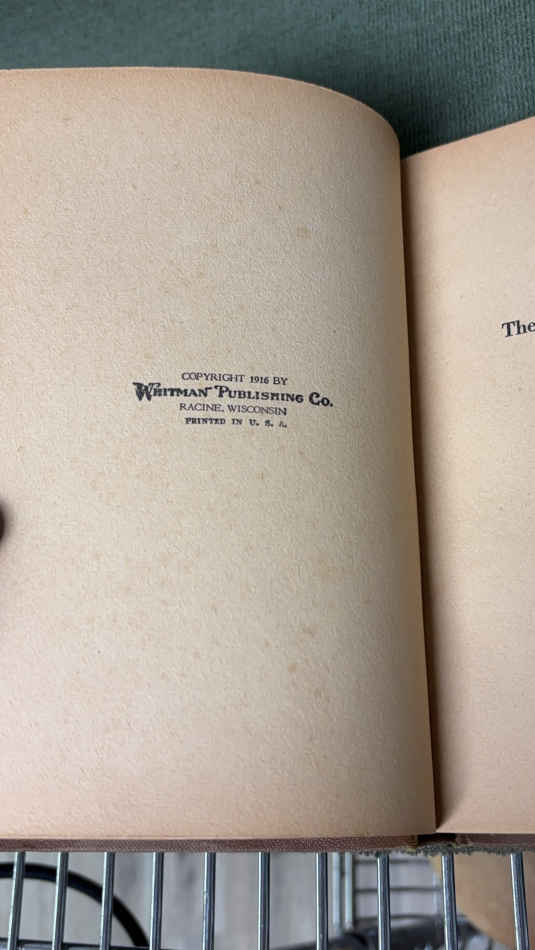 COPYRIGHT 1916 BY
WHITMAN PUBLISHING CO.
RACINE, WISCONSIN
PRINTED IN U. S. A.
The